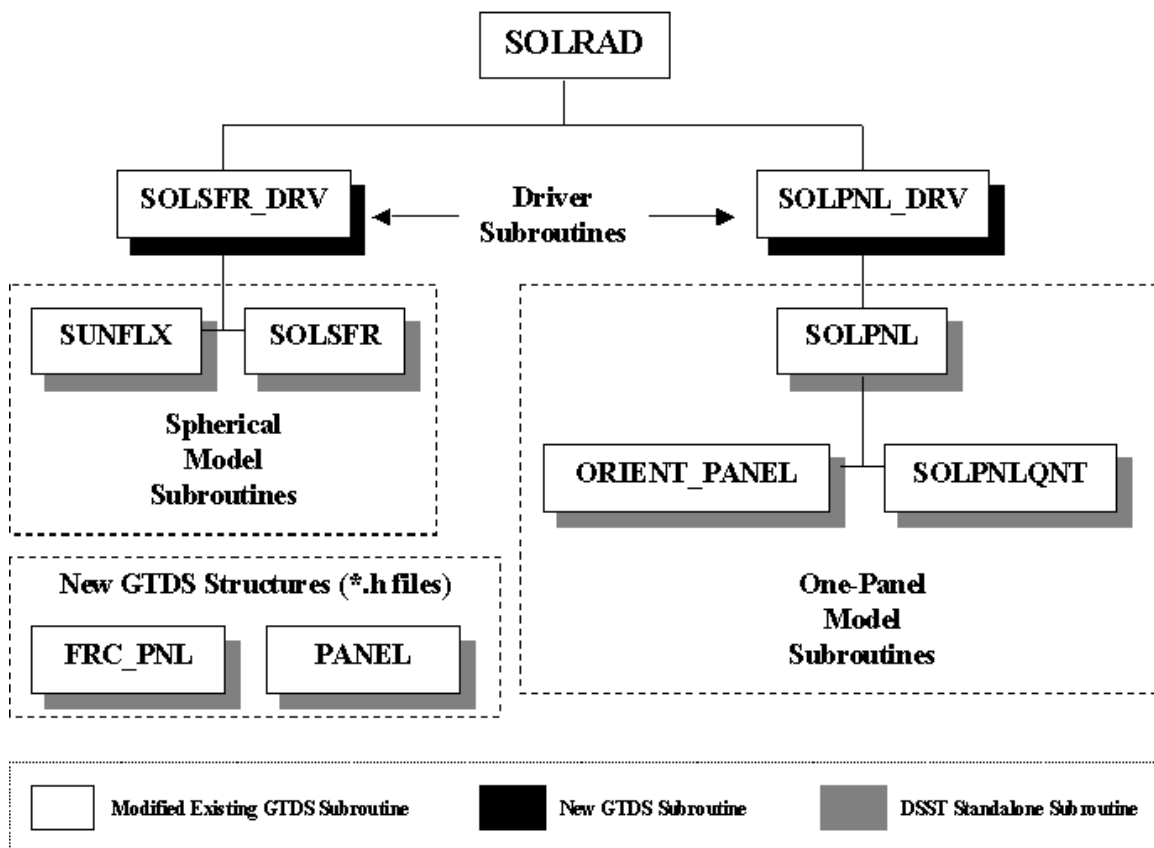 SOLRAD
SOLSFR_DRV
Driver
Subroutines
SOLPNL_DRV
SUNFLX
SOLSFR
Spherical
Model
Subroutines
SOLPNL
ORIENT_PANEL
SOLPNLQNT
One-Panel
Model
Subroutines
New GTDS Structures (*.h files)
FRC_PNL
PANEL
Modified Existing GTDS Subroutine
New GTDS Subroutine
DSST Standalone Subroutine